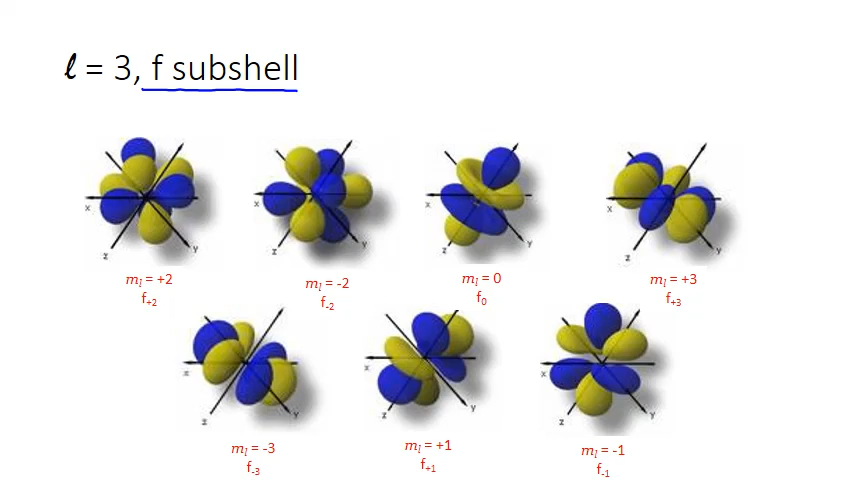 ℓ = 3, f subshell
x
z
y
x
z
y
x
z
y
x
z
y
mₗ = +2
f₊₂
mₗ = -2
f₋₂
mₗ = 0
f₀
mₗ = +3
f₊₃
x
z
y
x
z
y
x
z
y
mₗ = -3
f₋₃
mₗ = +1
f₊₁
mₗ = -1
f₋₁